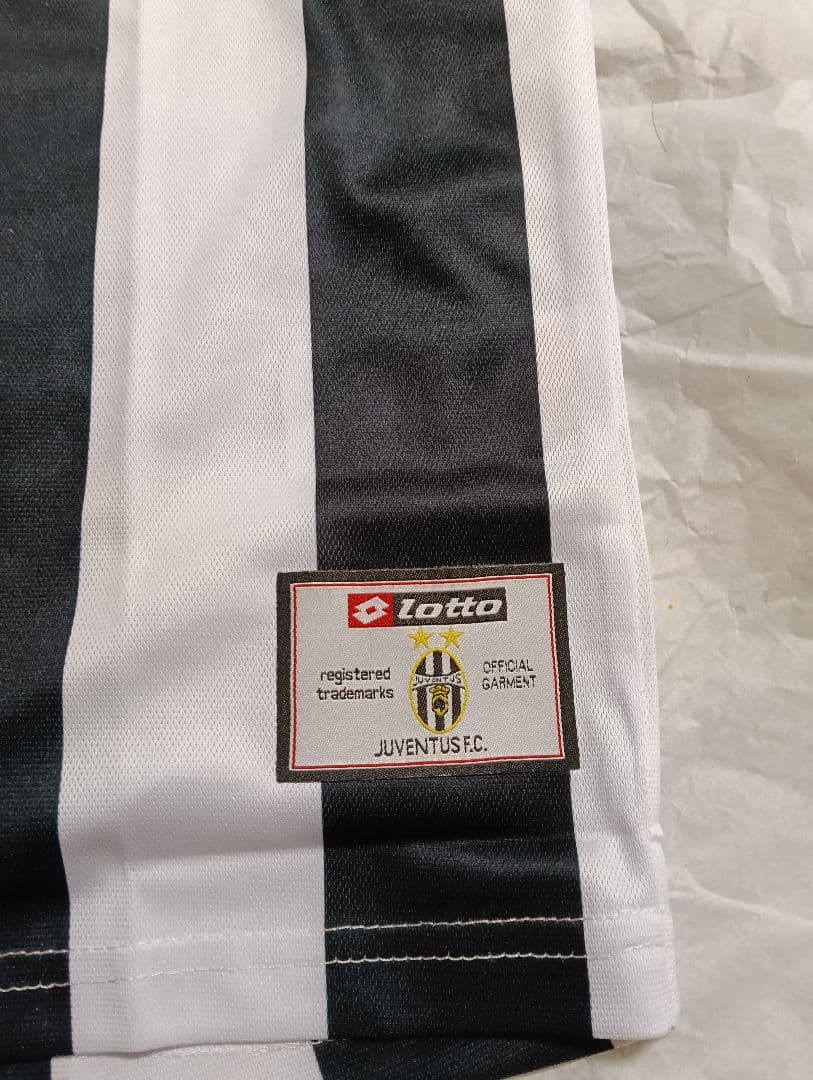 lotto
registered
trademarks
JUVENTUS
OFFICIAL
GARMENT
JUVENTUS F.C.